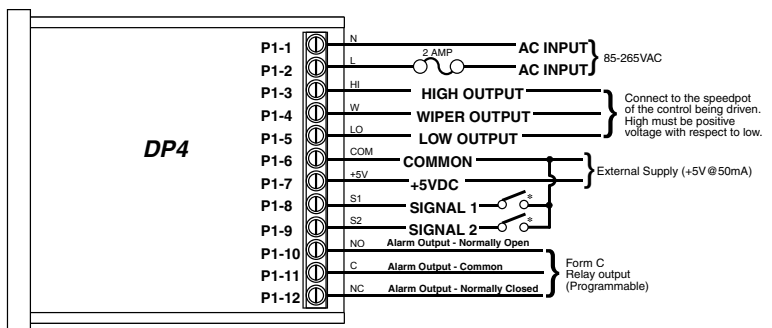 DP4
P1-1 N AC INPUT
P1-2 L 2 AMP AC INPUT
85-265VAC
P1-3 HI HIGH OUTPUT
P1-4 W WIPER OUTPUT
P1-5 LO LOW OUTPUT
Connect to the speedpot
of the control being driven.
High must be positive
voltage with respect to low.
P1-6 COM COMMON
P1-7 +5V +5VDC
External Supply (+5V@50mA)
P1-8 S1 SIGNAL 1 *
P1-9 S2 SIGNAL 2 *
P1-10 NO Alarm Output - Normally Open
P1-11 C Alarm Output - Common
P1-12 NC Alarm Output - Normally Closed
Form C
Relay output
(Programmable)